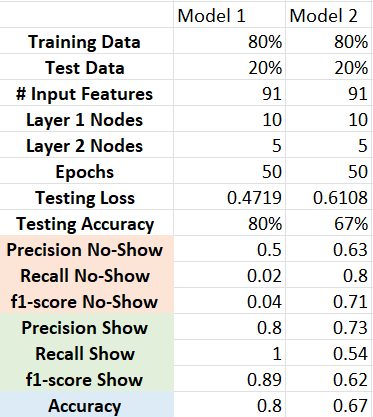 Model 1 Model 2
Training Data 80% 80%
Test Data 20% 20%
# Input Features 91 91
Layer 1 Nodes 10 10
Layer 2 Nodes 5 5
Epochs 50 50
Testing Loss 0.4719 0.6108
Testing Accuracy 80% 67%
Precision No-Show 0.5 0.63
Recall No-Show 0.02 0.8
f1-score No-Show 0.04 0.71
Precision Show 0.8 0.73
Recall Show 1 0.54
f1-score Show 0.89 0.62
Accuracy 0.8 0.67